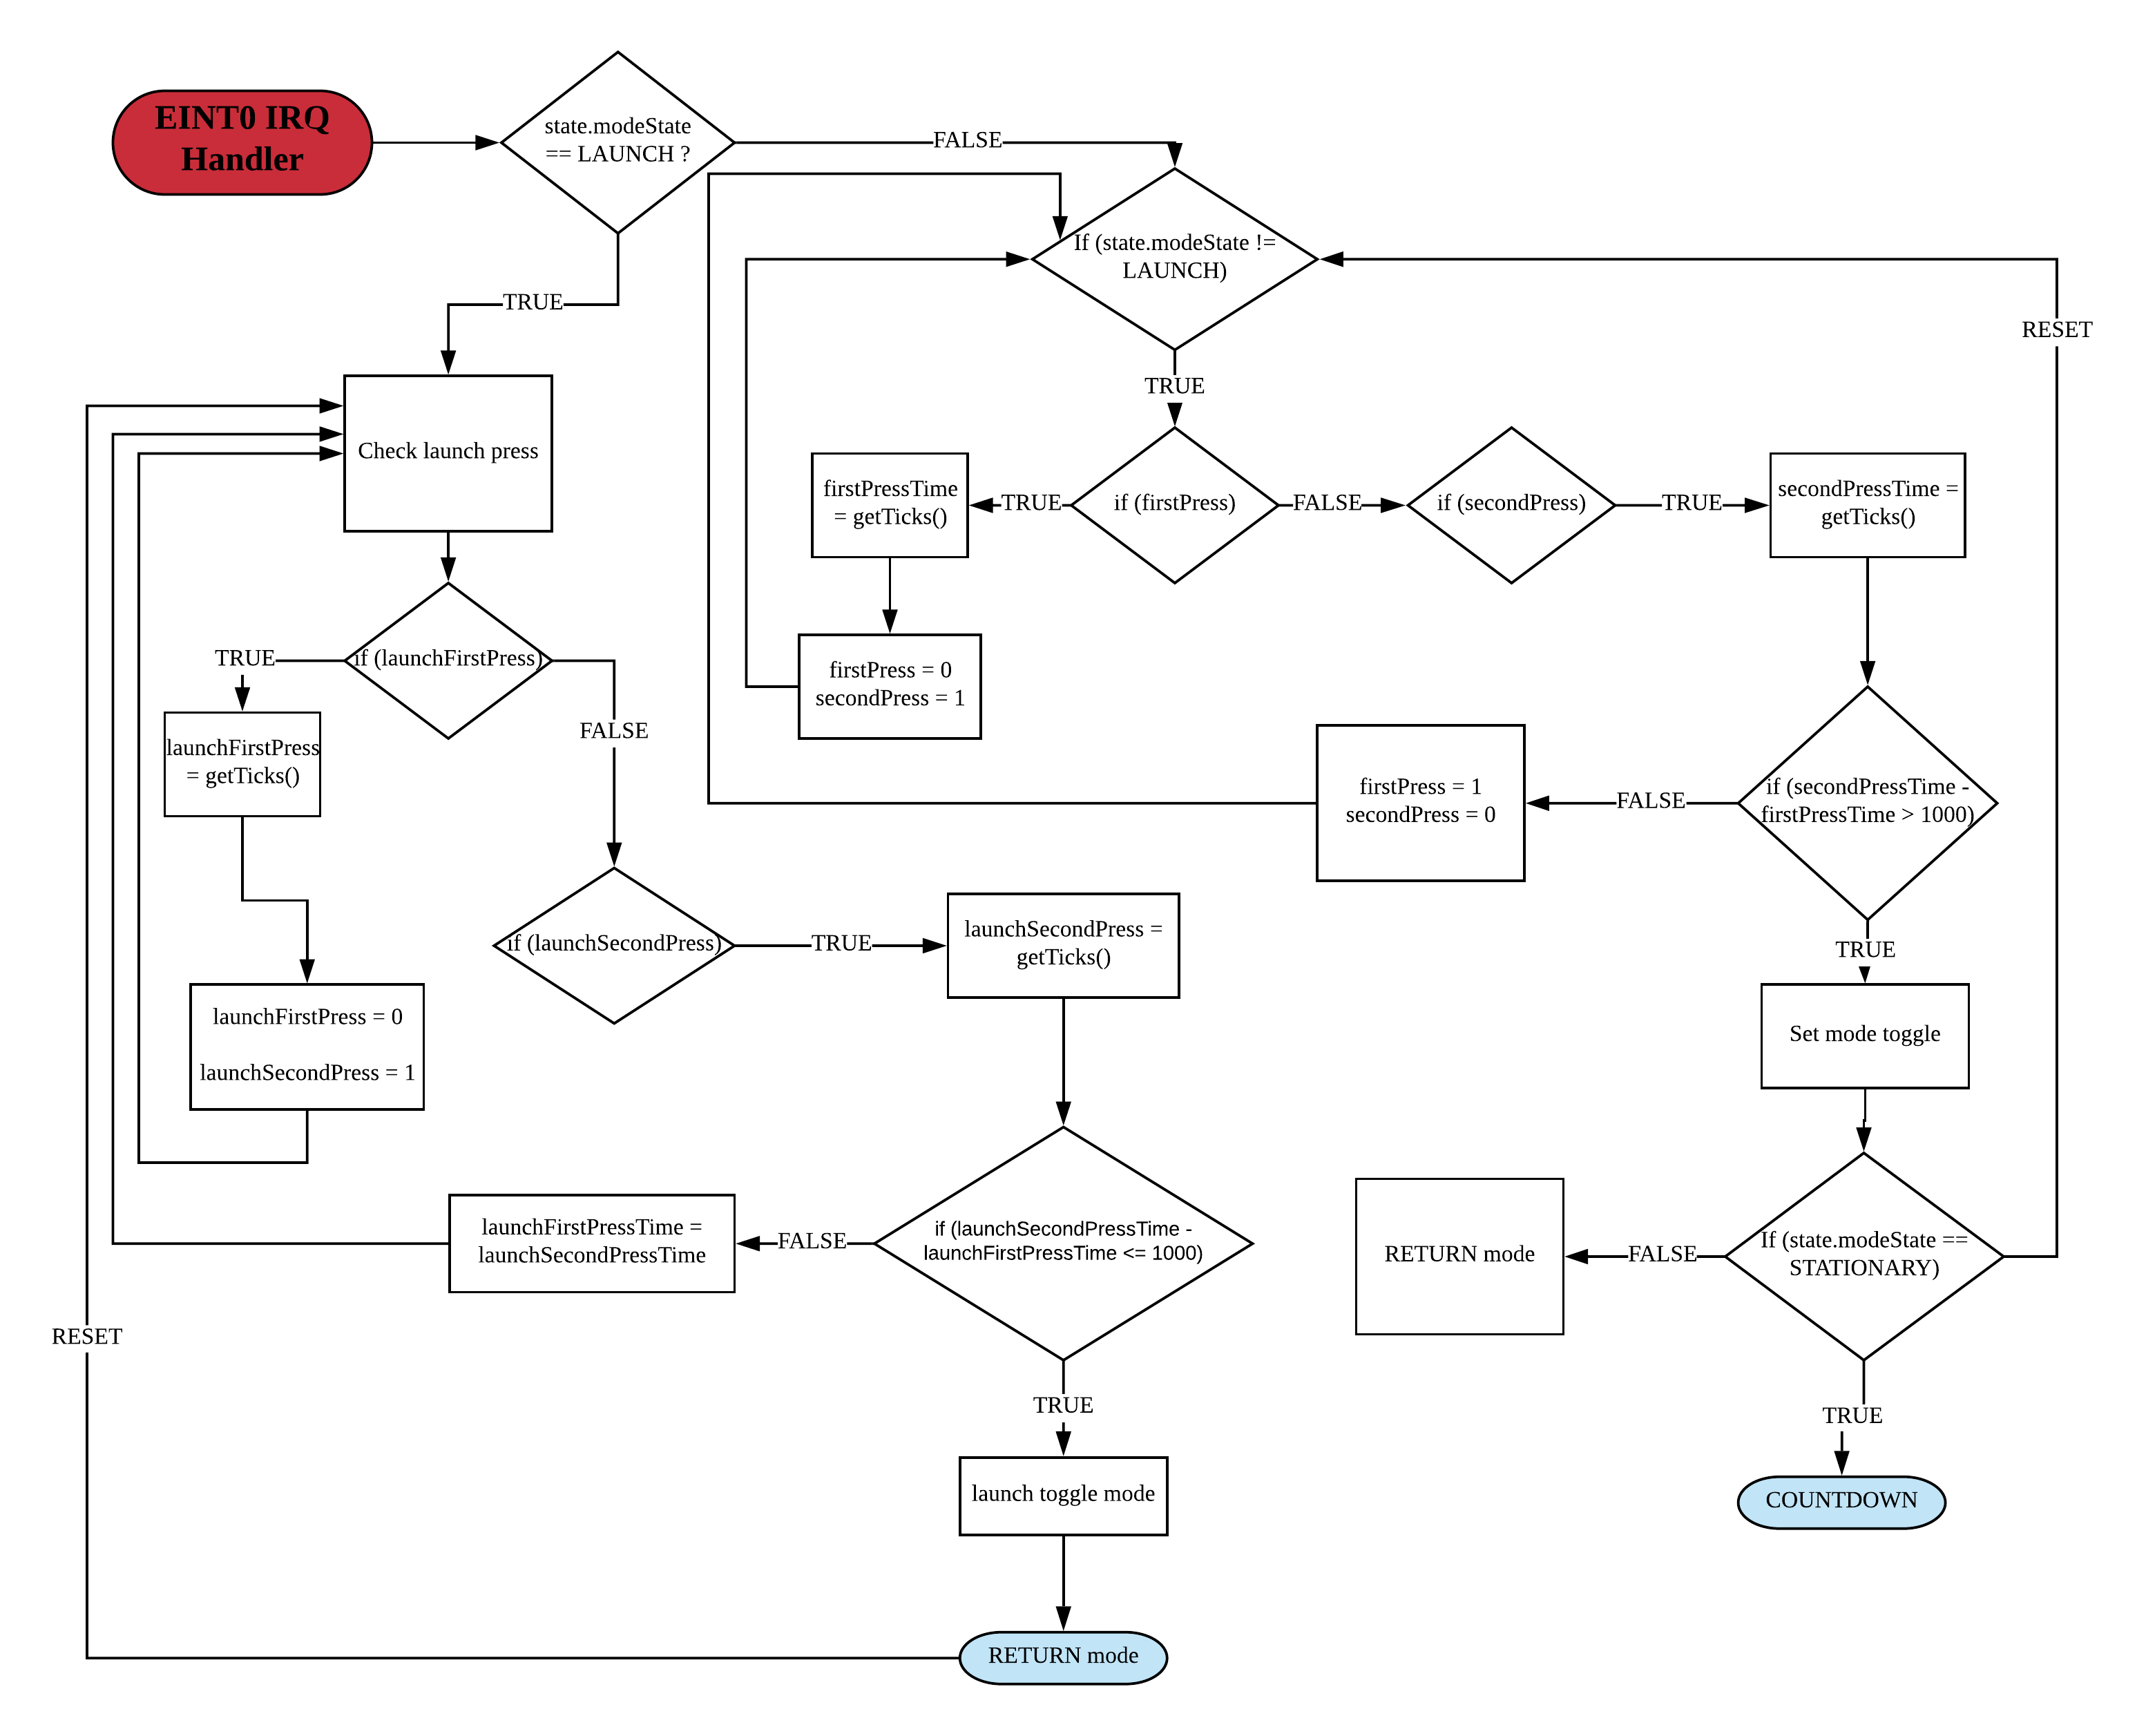 EINT0 IRQ
Handler
state.modeState
== LAUNCH ?
FALSE
If (state.modeState !=
LAUNCH)
TRUE
RESET
TRUE
Check launch press
firstPressTime
= getTicks()
TRUE
if (firstPress)
FALSE
if (secondPress)
TRUE
secondPressTime =
getTicks()
TRUE
if (launchFirstPress)
firstPress = 0
secondPress = 1
FALSE
launchFirstPress
= getTicks()
firstPress = 1
secondPress = 0
FALSE
if (secondPressTime -
firstPressTime > 1000)
if (launchSecondPress)
TRUE
launchSecondPress =
getTicks()
TRUE
launchFirstPress = 0
launchSecondPress = 1
Set mode toggle
launchFirstPressTime =
launchSecondPressTime
FALSE
if (launchSecondPressTime -
launchFirstPressTime <= 1000)
RETURN mode
FALSE
If (state.modeState ==
STATIONARY)
RESET
TRUE
TRUE
launch toggle mode
COUNTDOWN
RETURN mode